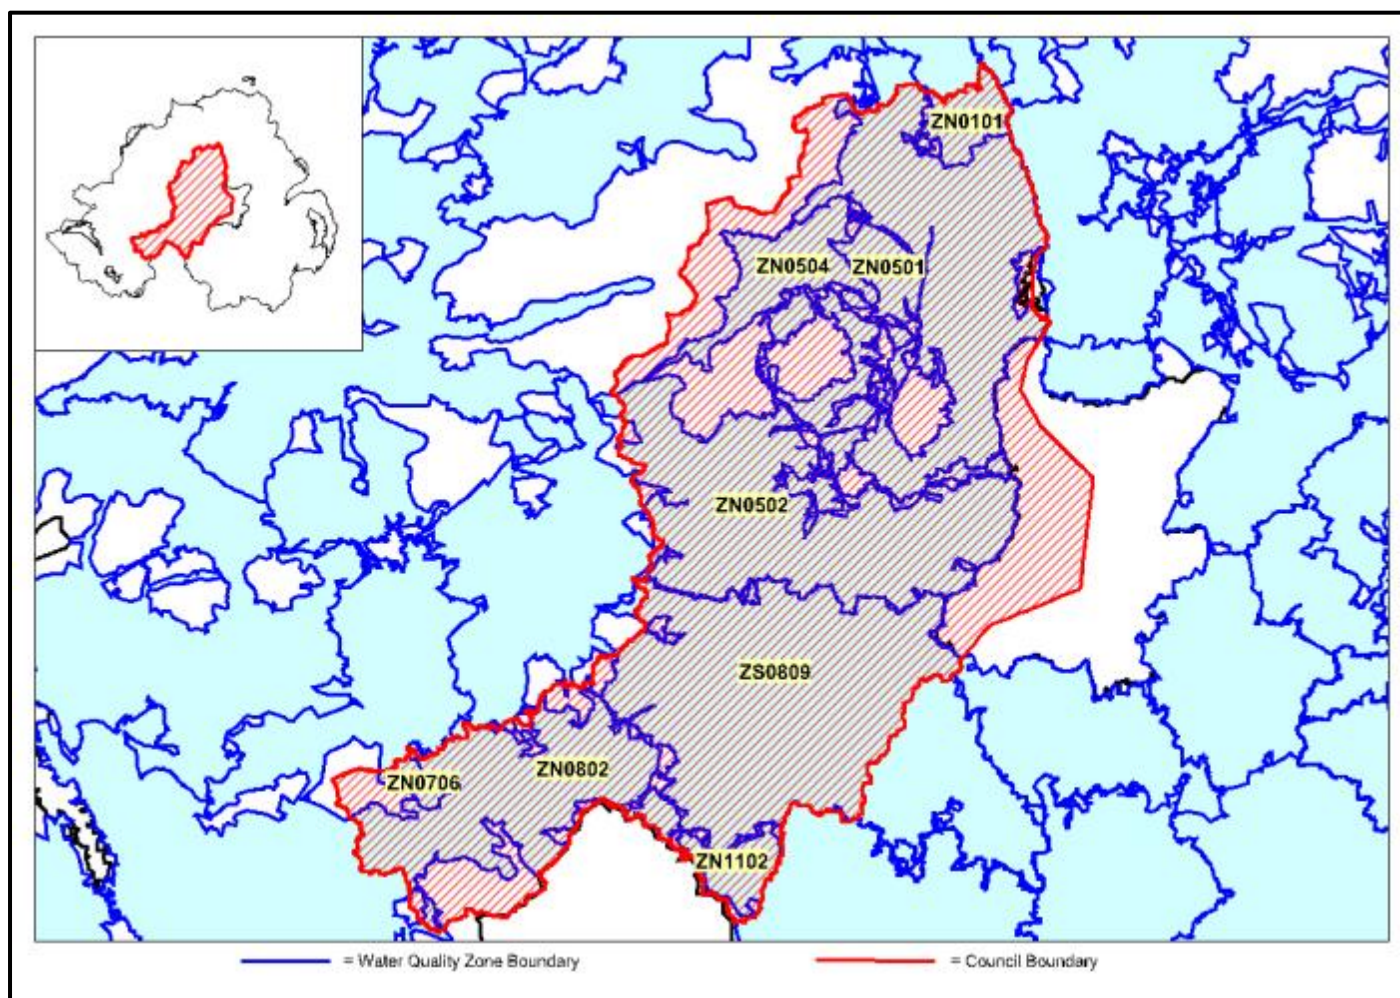 ZN0101
ZN0504
ZN0501
ZN0502
ZS0809
ZN0802
ZN0706
ZN1102
= Water Quality Zone Boundary
= Council Boundary